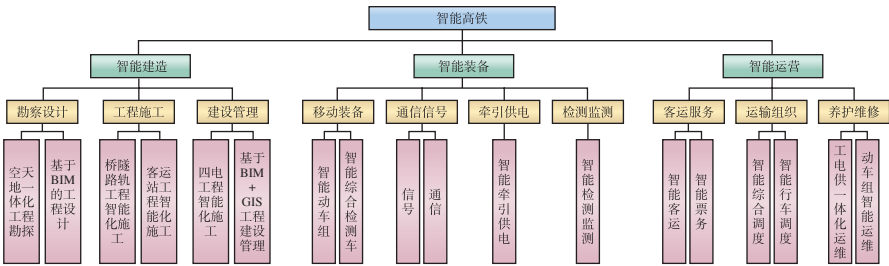 智能高铁
智能建造
智能装备
智能运营
勘察设计
工程施工
建设管理
移动装备
通信信号
牵引供电
检测监测
客运服务
运输组织
养护维修
空天地一体化工程勘探
基于BIM的工程设计
桥隧路轨工程智能化施工
客运站工程智能化施工
四电工程智能化施工
基于BIM+GIS工程建设管理
智能动车组
智能综合检测车
信号
通信
智能牵引供电
智能检测监测
智能客运
智能票务
智能综合调度
智能行车调度
工电供一体化运维
动车组智能运维